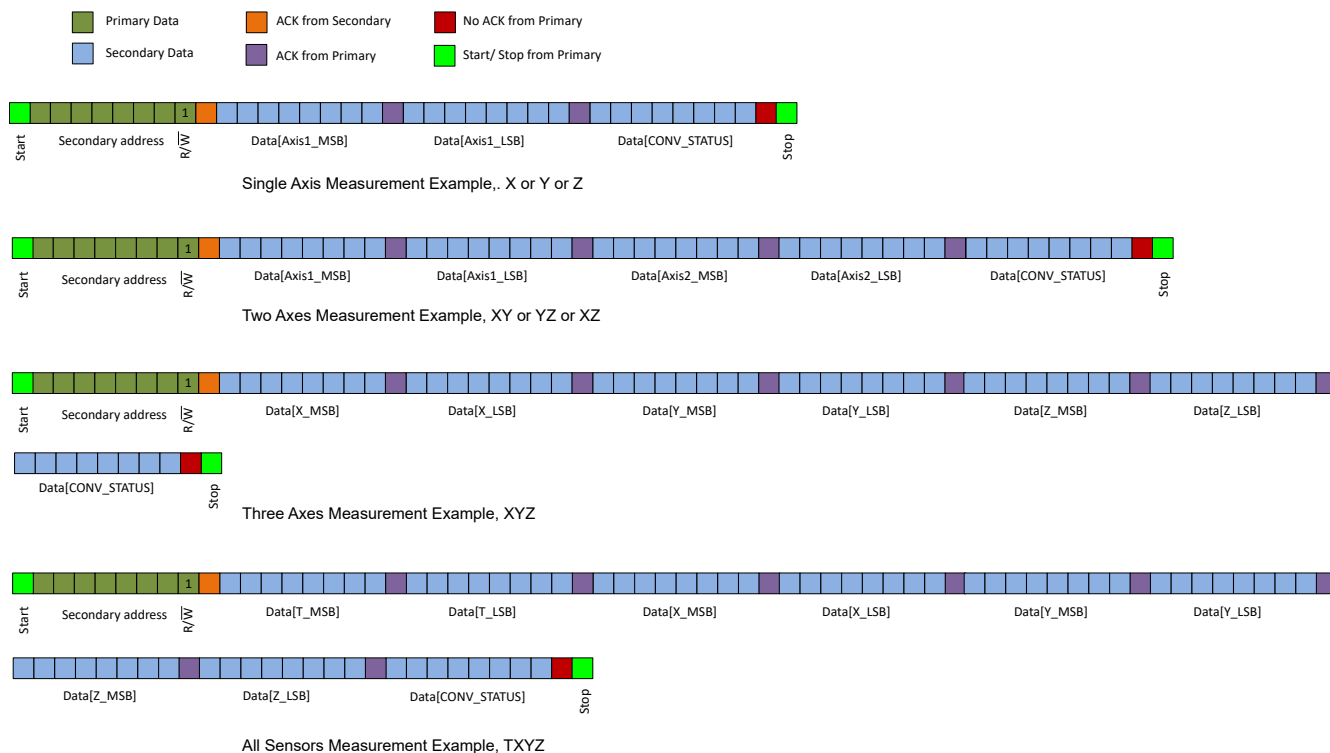 Primary Data ACK from Secondary No ACK from Primary
Secondary Data ACK from Primary Start/ Stop from Primary
1
Start Secondary address R/W Data[Axis1_MSB] Data[Axis1_LSB] Data[CONV_STATUS] Stop
Single Axis Measurement Example,. X or Y or Z
1
Start Secondary address R/W Data[Axis1_MSB] Data[Axis1_LSB] Data[Axis2_MSB] Data[Axis2_LSB] Data[CONV_STATUS] Stop
Two Axes Measurement Example, XY or YZ or XZ
1
Start Secondary address R/W Data[X_MSB] Data[X_LSB] Data[Y_MSB] Data[Y_LSB] Data[Z_MSB] Data[Z_LSB]
Data[CONV_STATUS] Stop
Three Axes Measurement Example, XYZ
1
Start Secondary address R/W Data[T_MSB] Data[T_LSB] Data[X_MSB] Data[X_LSB] Data[Y_MSB] Data[Y_LSB]
Data[Z_MSB] Data[Z_LSB] Data[CONV_STATUS] Stop
All Sensors Measurement Example, TXYZ